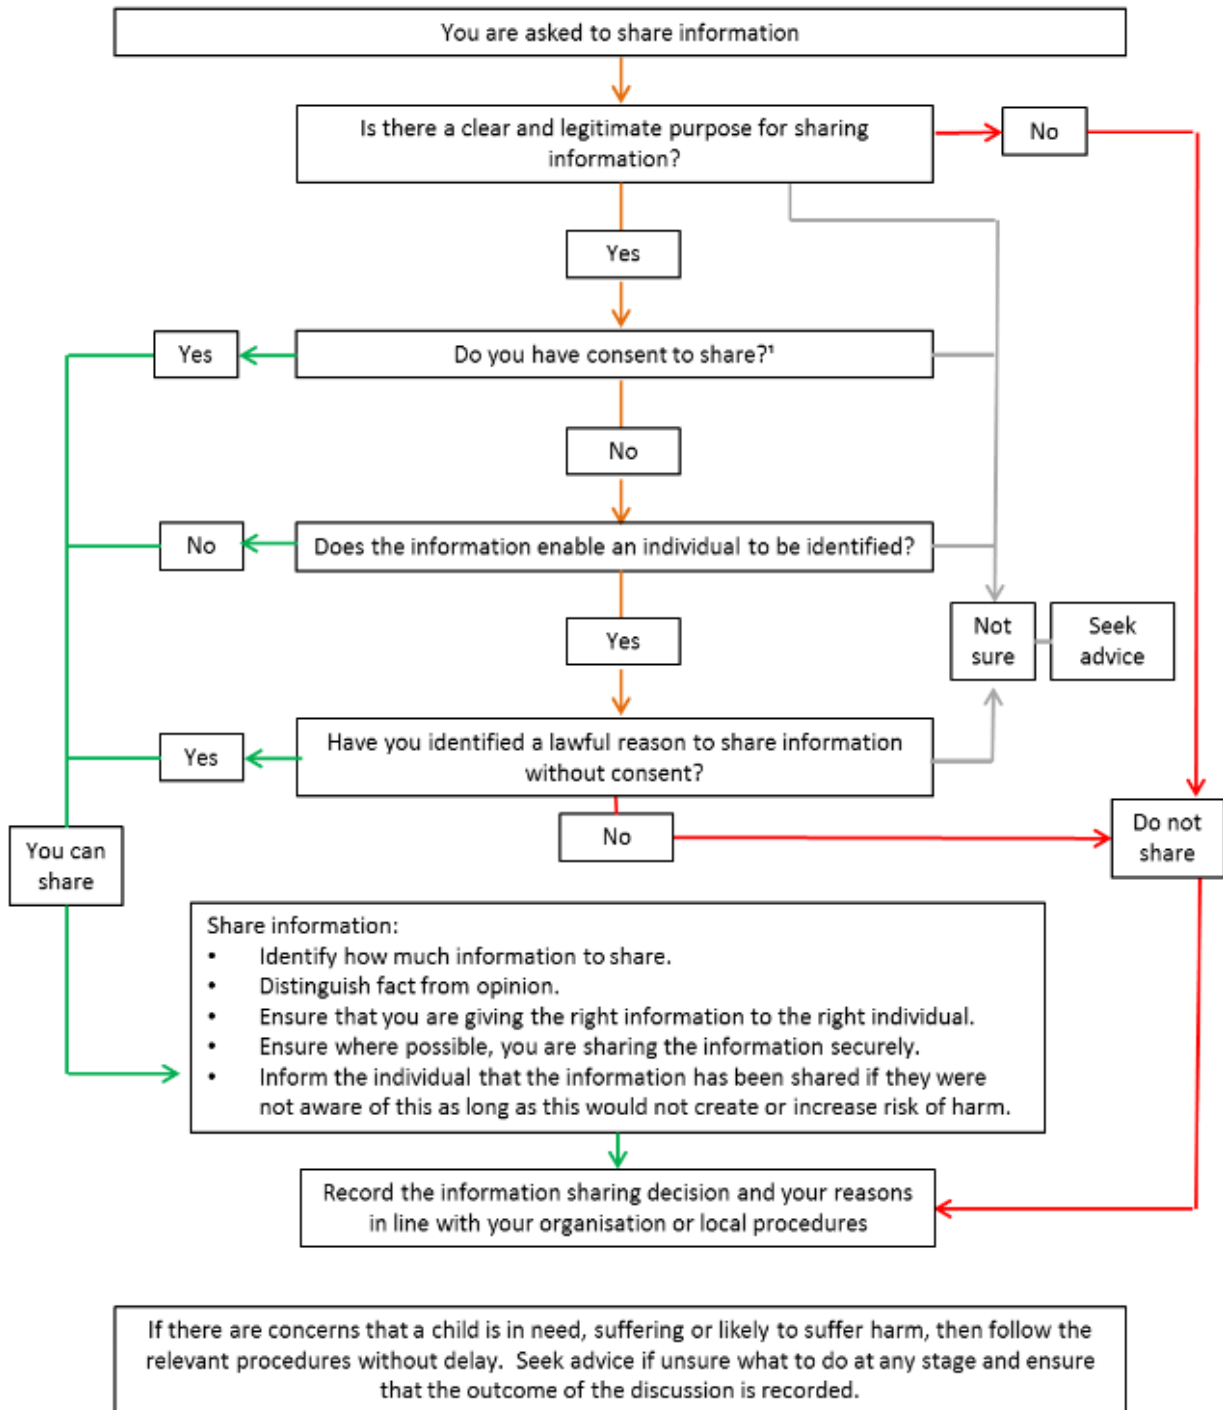 You are asked to share information
Is there a clear and legitimate purpose for sharing
information?
No
Yes
Yes
Do you have consent to share?¹
No
No
Does the information enable an individual to be identified?
Not
sure
Seek
advice
Yes
Yes
Have you identified a lawful reason to share information
without consent?
No
Do not
share
You can
share
Share information:
• Identify how much information to share.
• Distinguish fact from opinion.
• Ensure that you are giving the right information to the right individual.
• Ensure where possible, you are sharing the information securely.
• Inform the individual that the information has been shared if they were
not aware of this as long as this would not create or increase risk of harm.
Record the information sharing decision and your reasons
in line with your organisation or local procedures
If there are concerns that a child is in need, suffering or likely to suffer harm, then follow the
relevant procedures without delay.  Seek advice if unsure what to do at any stage and ensure
that the outcome of the discussion is recorded.